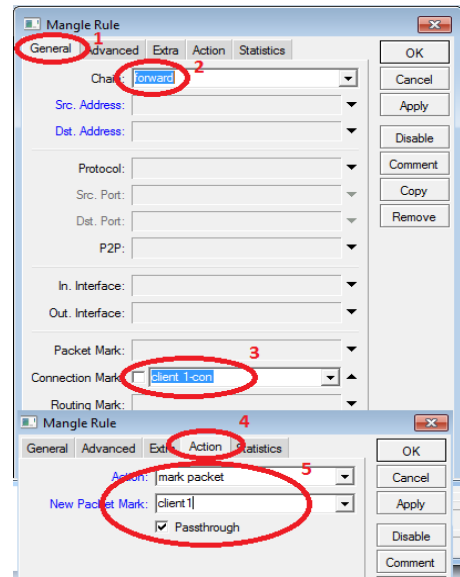 Mangle Rule
General Advanced Extra Action Statistics
1
OK
2
Chain: forward
Cancel
Src. Address:
Apply
Dst. Address:
Disable
Protocol:
Comment
Src. Port:
Copy
Dst. Port:
Remove
P2P:
In. Interface:
Out. Interface:
Packet Mark:
3
Connection Mark: client 1-con
Routing Mark:
4
Mangle Rule
General Advanced Extra Action Statistics
OK
5
Action: mark packet
Cancel
New Packet Mark: client1
Apply
Passthrough
Disable
Comment